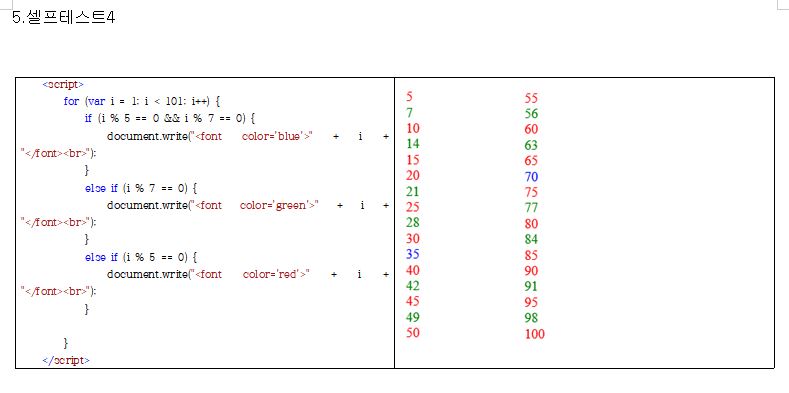 5.셀프테스트4
<script>
for (var i = 1; i < 101; i++) {
if (i % 5 == 0 && i % 7 == 0) {
document.write("<font color='blue'>" + i +
"</font><br>");
}
else if (i % 7 == 0) {
document.write("<font color='green'>" + i +
"</font><br>");
}
else if (i % 5 == 0) {
document.write("<font color='red'>" + i +
"</font><br>");
}
}
</script>
5
7
10
14
15
20
21
25
28
30
35
40
42
45
49
50
55
56
60
63
65
70
75
77
80
84
85
90
91
95
98
100